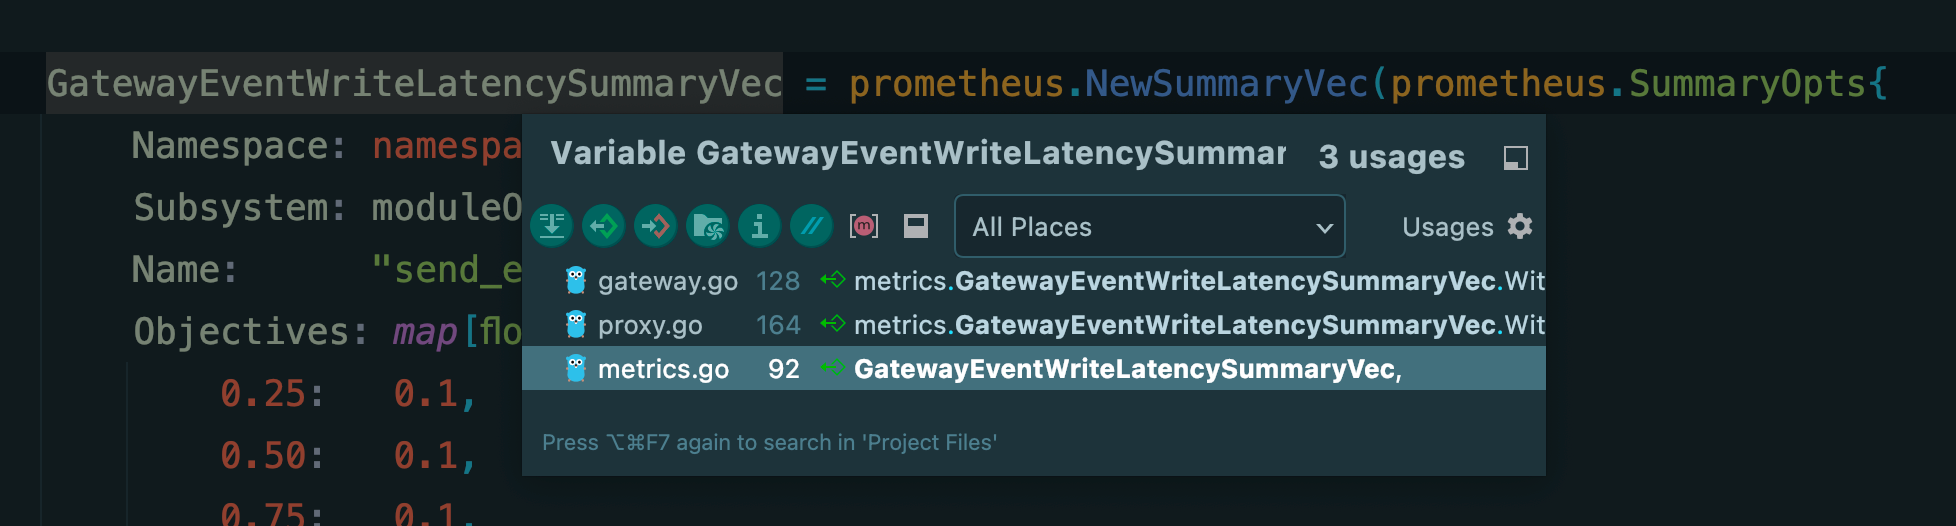 GatewayEventWriteLatencySummaryVec = prometheus.NewSummaryVec(prometheus.SummaryOpts{
Namespace: namespa
Subsystem: moduleO
Name: "send_e
Objectives: map[flo
0.25: 0.1,
0.50: 0.1,
0.75: 0.1,
Variable GatewayEventWriteLatencySummar 3 usages
All Places Usages
gateway.go 128 metrics.GatewayEventWriteLatencySummaryVec.Wit
proxy.go 164 metrics.GatewayEventWriteLatencySummaryVec.Wit
metrics.go 92 GatewayEventWriteLatencySummaryVec,
Press ⌥⌘F7 again to search in 'Project Files'